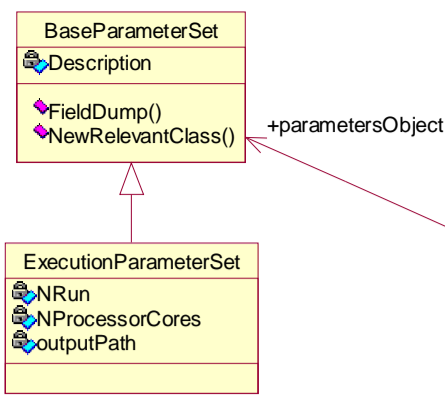 BaseParameterSet
Description
FieldDump()
NewRelevantClass()
+parametersObject
ExecutionParameterSet
NRun
NProcessorCores
outputPath